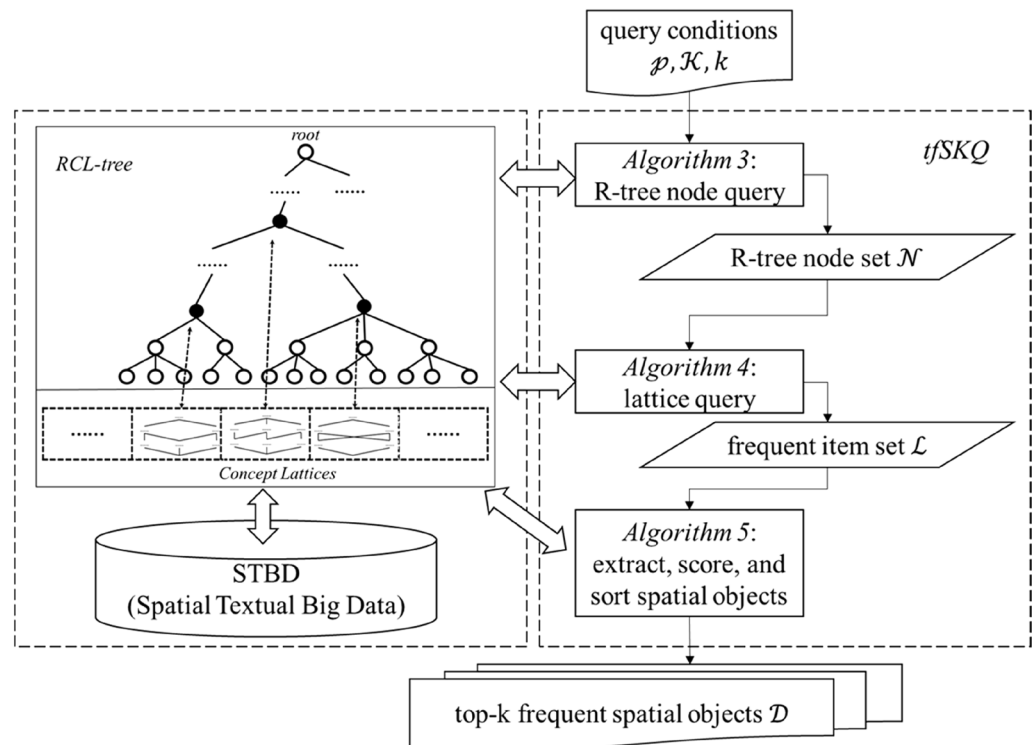 query conditions
𝓅, 𝒦, k
RCL-tree
root
......
......
......
......
......
......
Concept Lattices
STBD
(Spatial Textual Big Data)
tfSKQ
Algorithm 3:
R-tree node query
R-tree node set 𝒩
Algorithm 4:
lattice query
frequent item set ℒ
Algorithm 5:
extract, score, and
sort spatial objects
top-k frequent spatial objects 𝒟